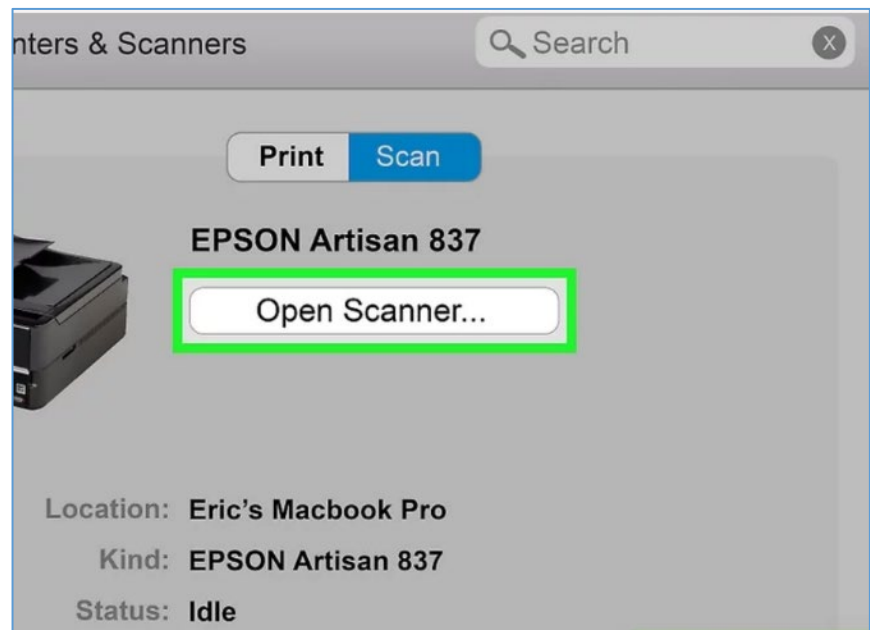 nters & Scanners
Search
X
Print Scan
EPSON Artisan 837
Open Scanner...
Location: Eric's Macbook Pro
Kind: EPSON Artisan 837
Status: Idle